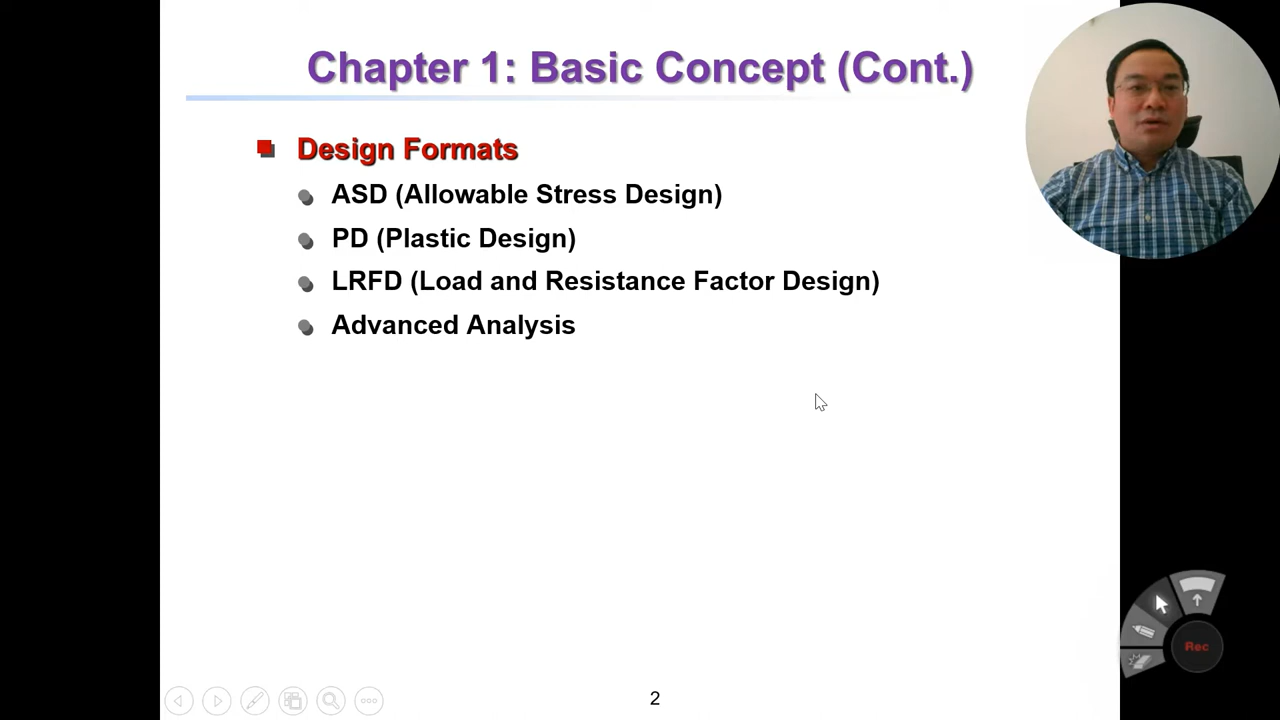 Chapter 1: Basic Concept (Cont.)
Design Formats
ASD (Allowable Stress Design)
PD (Plastic Design)
LRFD (Load and Resistance Factor Design)
Advanced Analysis
Rec
2